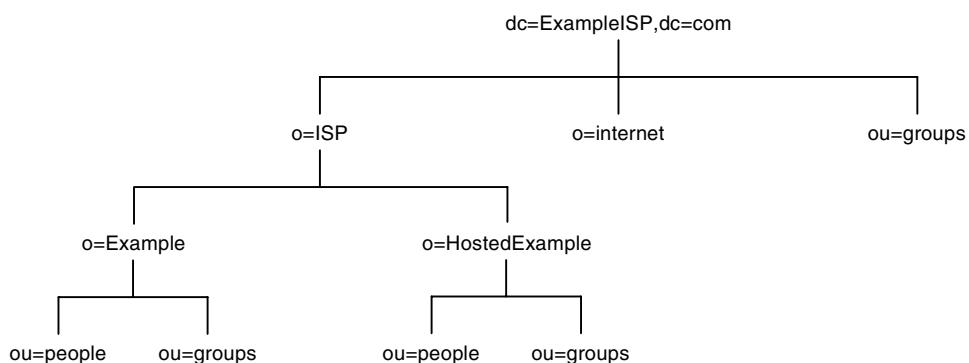 dc=ExampleISP,dc=com
o=ISP
o=internet
ou=groups
o=Example
o=HostedExample
ou=people
ou=groups
ou=people
ou=groups